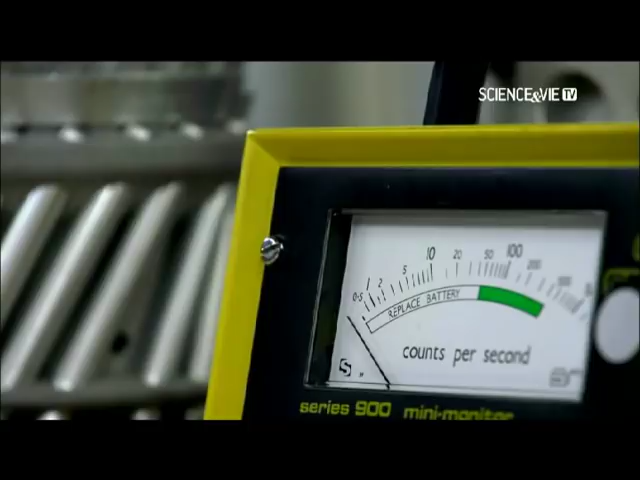 SCIENCE&VIE TV
0·5 1 2 5 10 20 50 100 200
REPLACE BATTERY
counts per second
series 900 mini-monitor